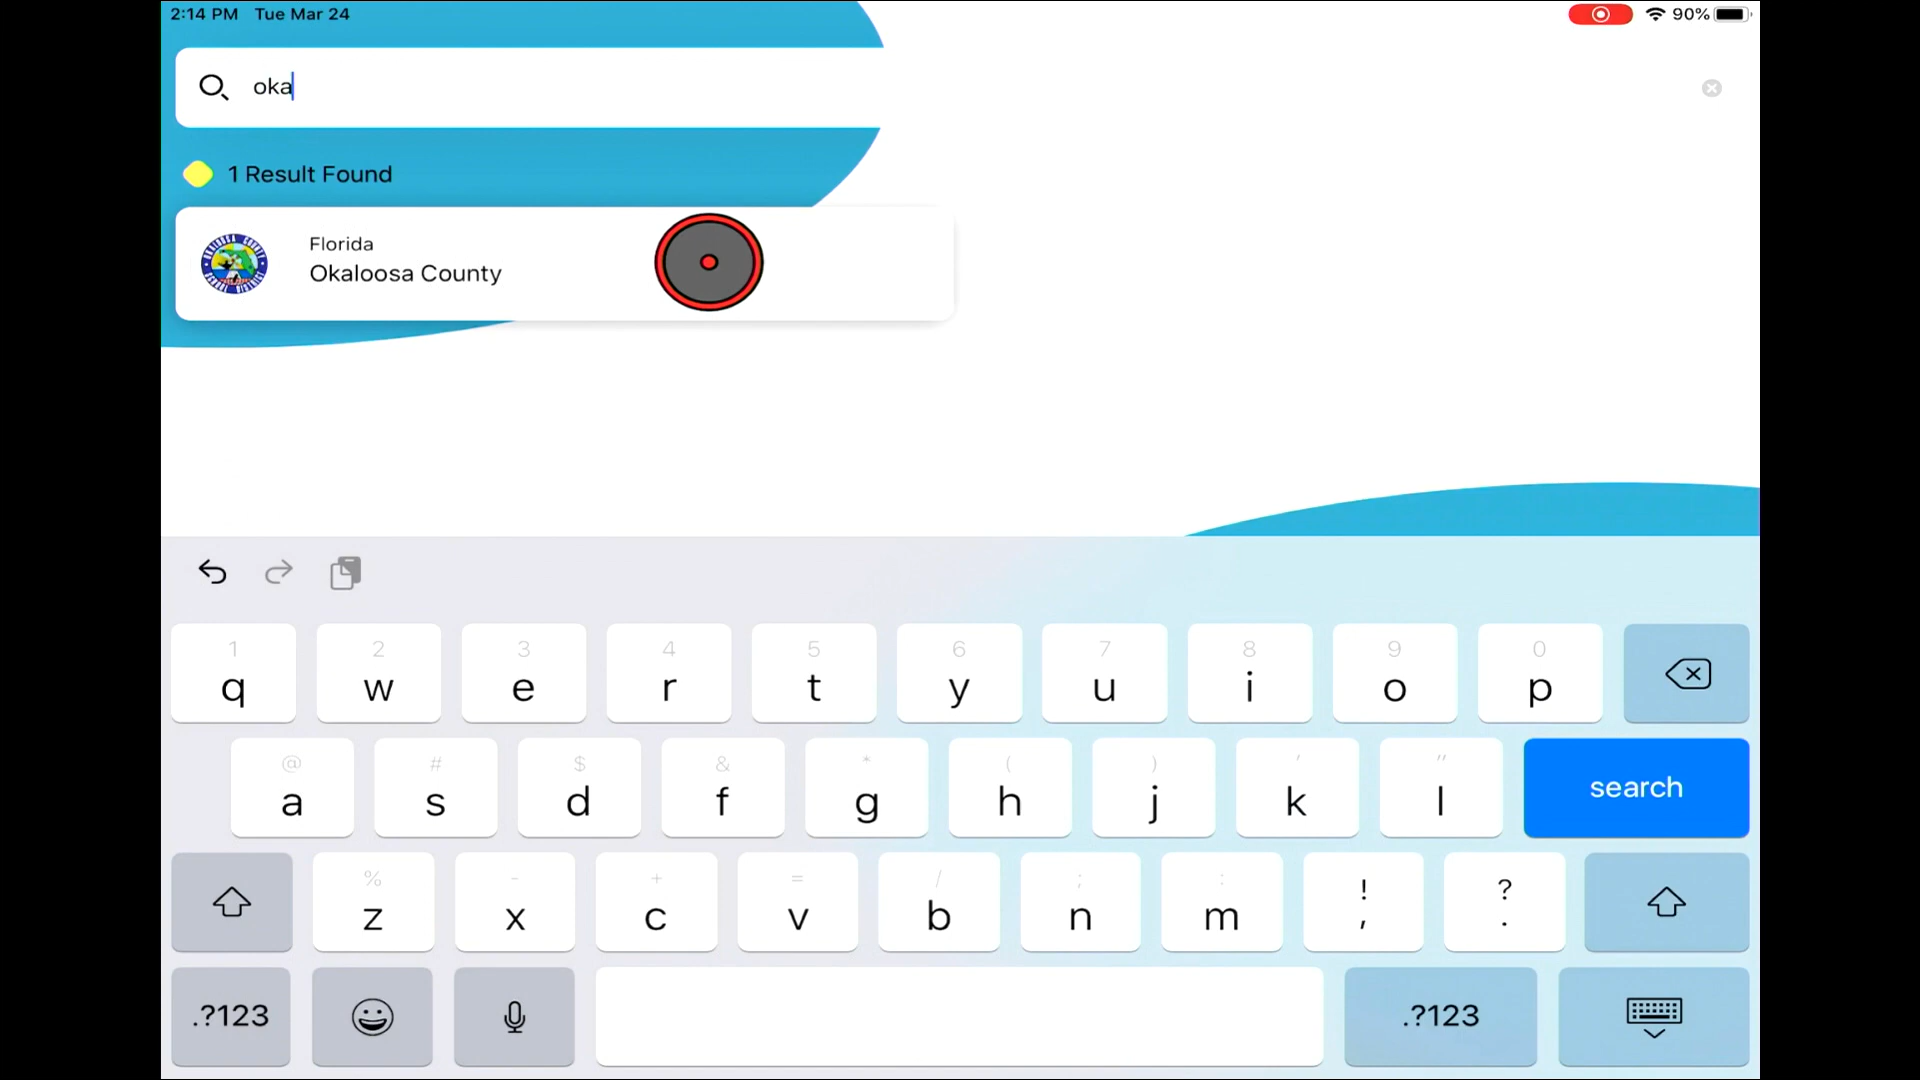 2:14 PM Tue Mar 24
90%
oka
1 Result Found
Florida
Okaloosa County
1 2 3 4 5 6 7 8 9 0
q w e r t y u i o p
@ # $ & * ( ) ' "
a s d f g h j k l search
% - + = / ; : ! ?
z x c v b n m , .
.?123 .?123